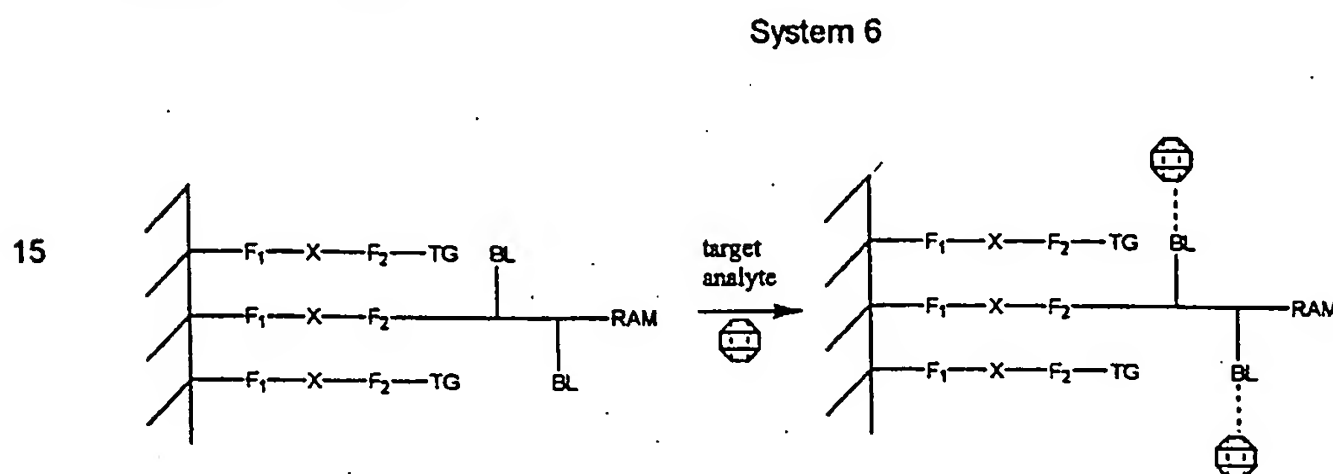 System 6
15
F₁—X—F₂—TG
BL
F₁—X—F₂
RAM
BL
F₁—X—F₂—TG
target
analyte
F₁—X—F₂—TG
BL
F₁—X—F₂
RAM
BL
F₁—X—F₂—TG